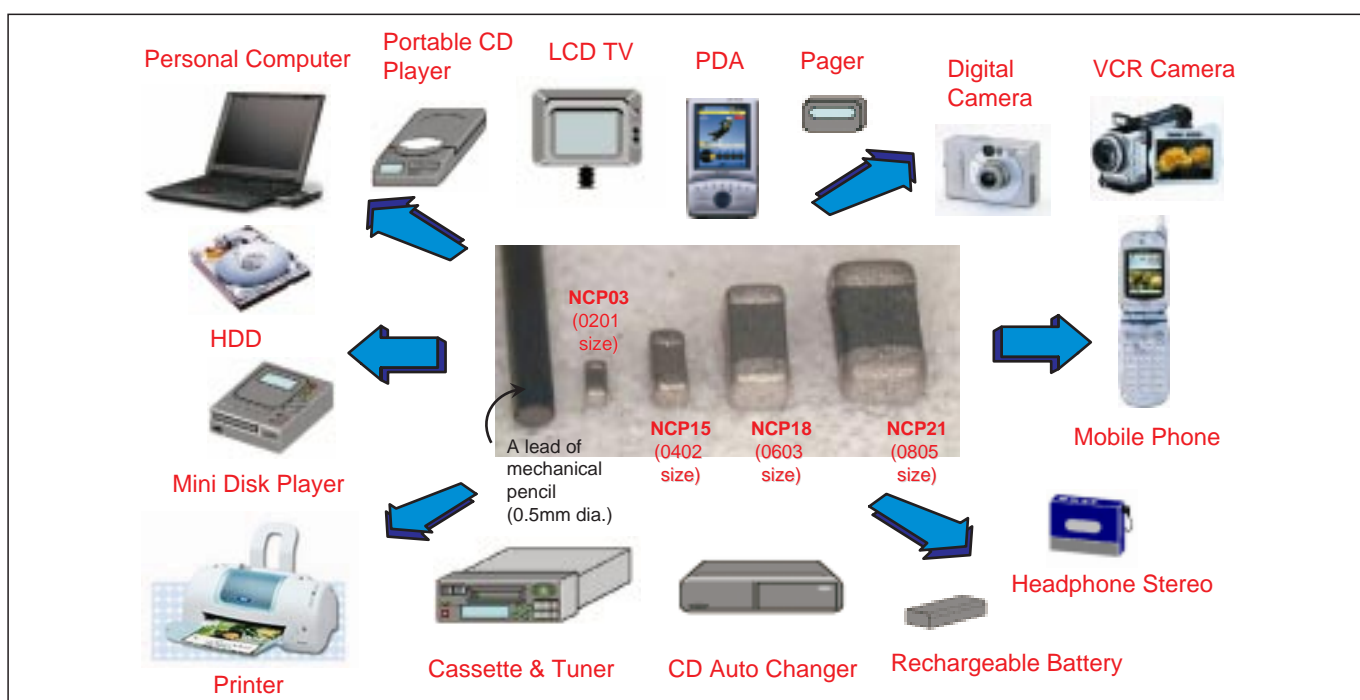 Personal Computer
Portable CD
Player
LCD TV
PDA
Pager
Digital
Camera
VCR Camera
HDD
NCP03
(0201
size)
NCP15
(0402
size)
NCP18
(0603
size)
NCP21
(0805
size)
A lead of
mechanical
pencil
(0.5mm dia.)
Mobile Phone
Mini Disk Player
Headphone Stereo
Printer
Cassette & Tuner
CD Auto Changer
Rechargeable Battery